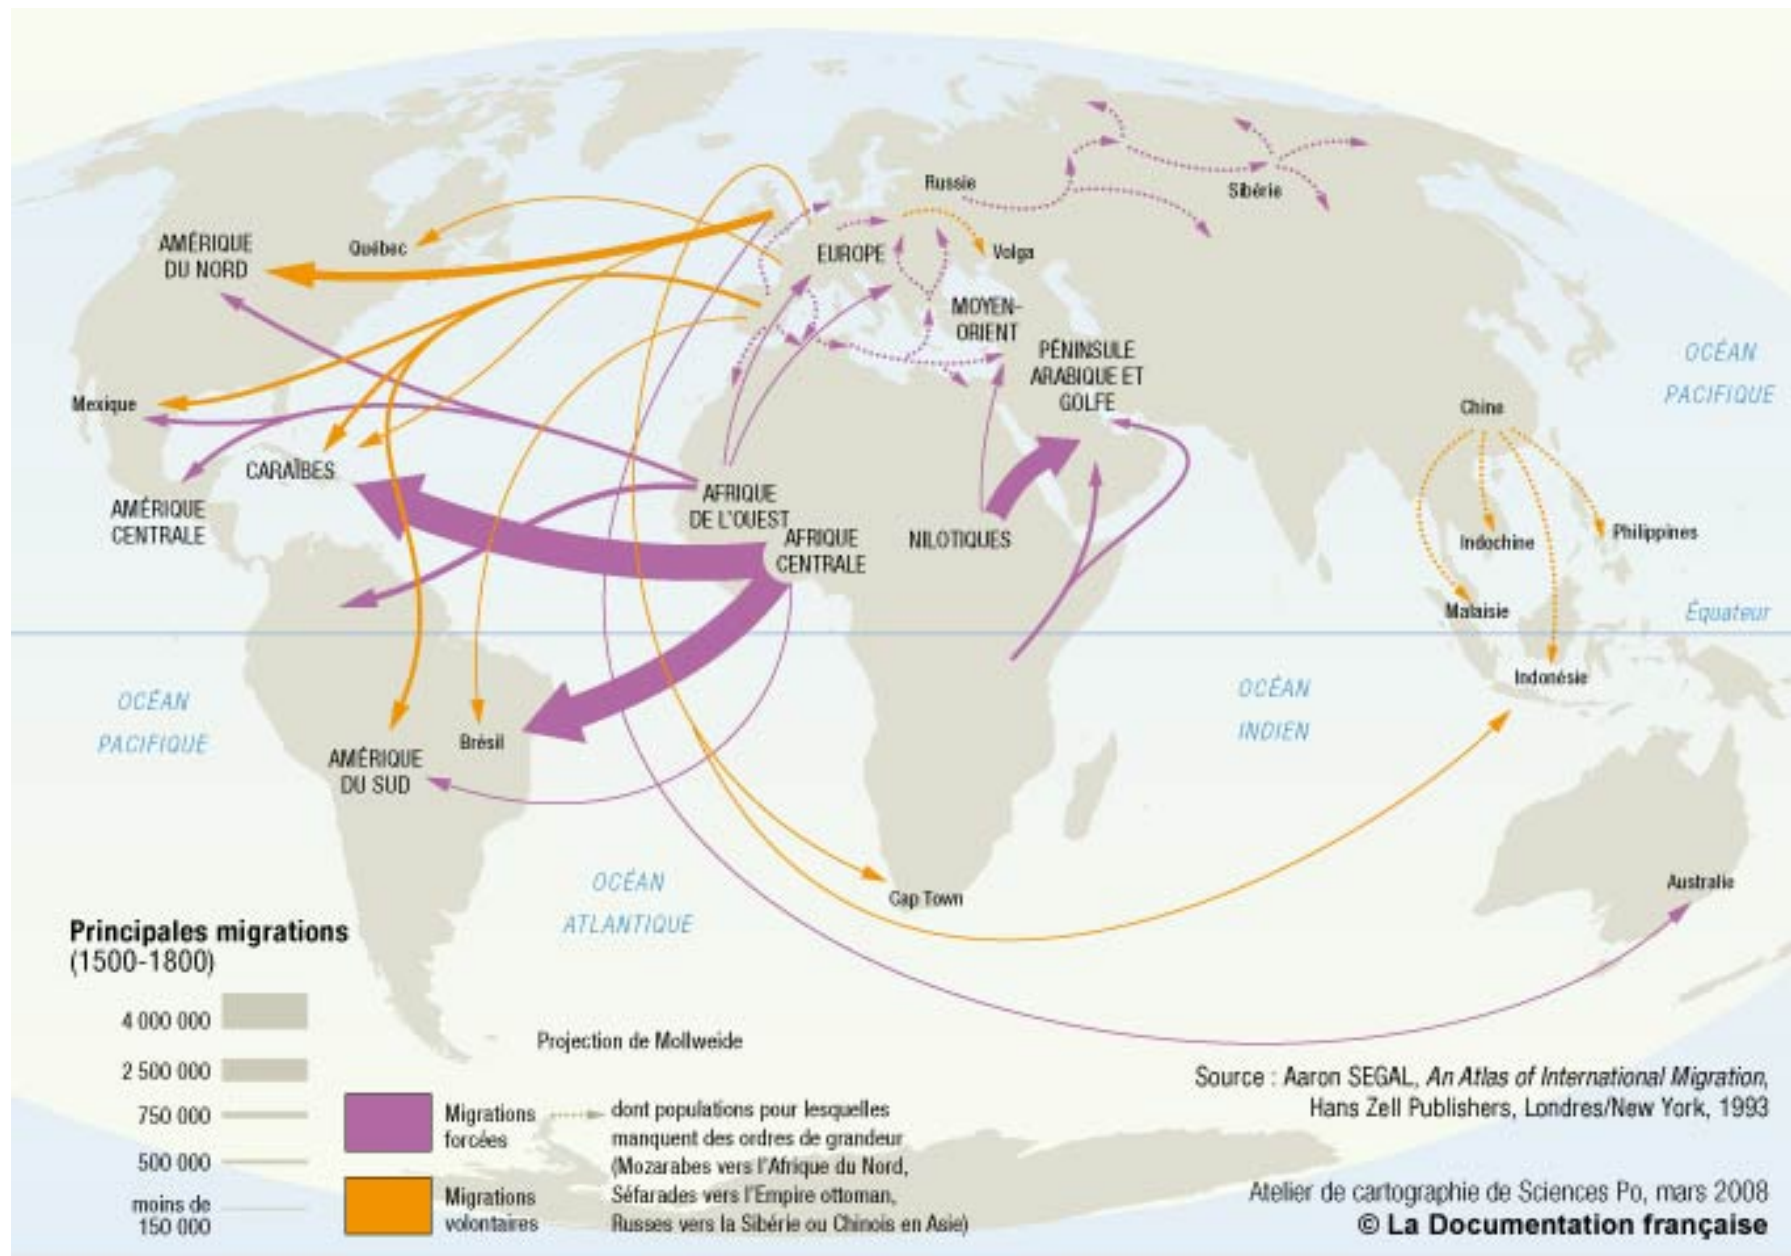 Russie
Sibérie
AMÉRIQUE
DU NORD
Québec
EUROPE
Volga
MOYEN-
ORIENT
PÉNINSULE
ARABIQUE ET
GOLFE
OCÉAN
PACIFIQUE
Mexique
Chine
CARAÏBES
AMÉRIQUE
CENTRALE
AFRIQUE
DE L'OUEST
AFRIQUE
CENTRALE
NILOTIQUES
Indochine
Philippines
Malaisie
Équateur
Indonésie
OCÉAN
PACIFIQUE
OCÉAN
INDIEN
Brésil
AMÉRIQUE
DU SUD
OCÉAN
ATLANTIQUE
Cap Town
Australie
Principales migrations
(1500-1800)
4 000 000
2 500 000
750 000
500 000
moins de
150 000
Projection de Mollweide
Migrations
forcées
Migrations
volontaires
dont populations pour lesquelles
manquent des ordres de grandeur
(Mozarabes vers l'Afrique du Nord,
Séfarades vers l'Empire ottoman,
Russes vers la Sibérie ou Chinois en Asie)
Source : Aaron SEGAL, An Atlas of International Migration,
Hans Zell Publishers, Londres/New York, 1993
Atelier de cartographie de Sciences Po, mars 2008
© La Documentation française